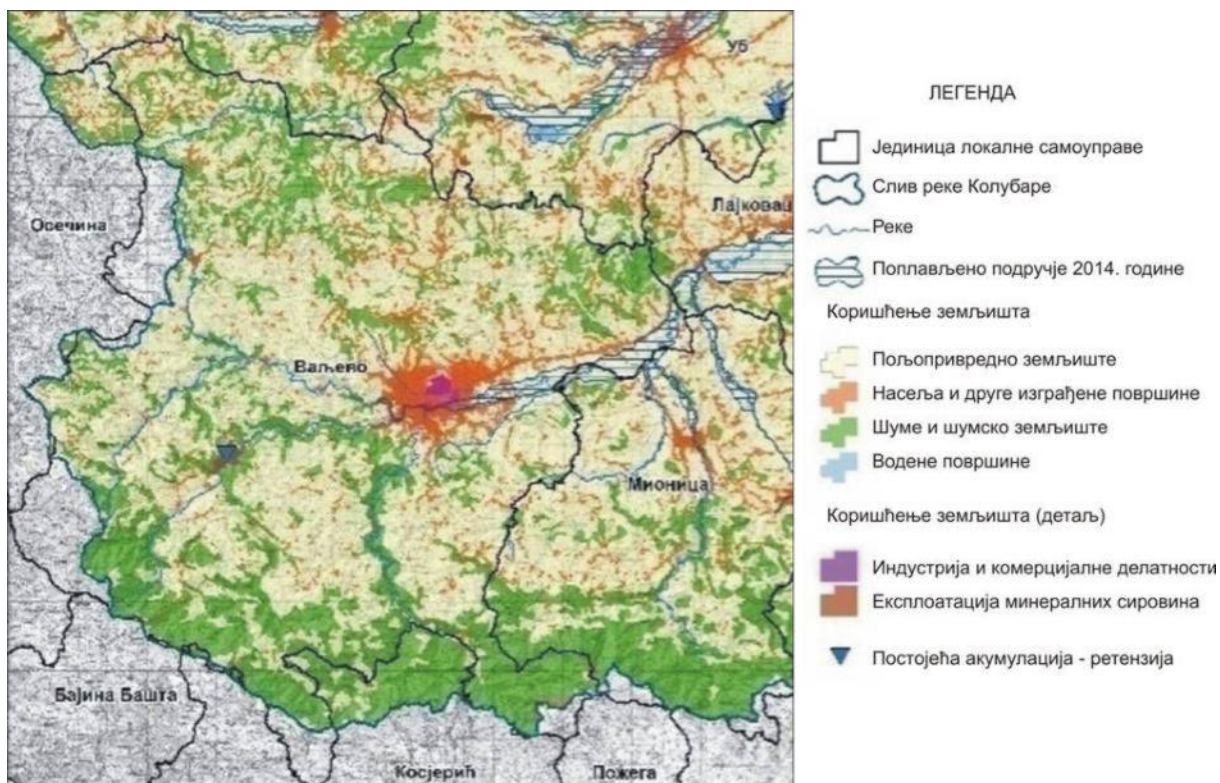 Уб
Осечина
Лајковац
Ваљево
Мионица
Бајина Башта
Косјерић
Пожега
ЛЕГЕНДА
Јединица локалне самоуправе
Слив реке Колубаре
Реке
Поплављено подручје 2014. године
Коришћење земљишта
Пољопривредно земљиште
Насеља и друге изграђене површине
Шуме и шумско земљиште
Водене површине
Коришћење земљишта (детаљ)
Индустрија и комерцијалне делатности
Експлоатација минералних сировина
Постојећа акумулација - ретензија